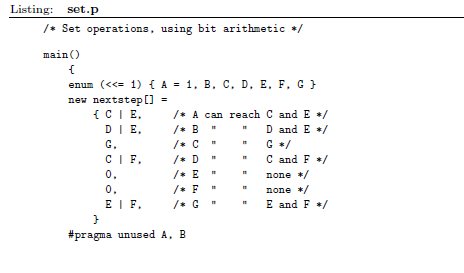 Listing: set.p
/* Set operations, using bit arithmetic */
main()
{
enum (<<= 1) { A = 1, B, C, D, E, F, G }
new nextstep[] =
{ C | E, /* A can reach C and E */
D | E, /* B " " D and E */
G, /* C " " G */
C | F, /* D " " C and F */
0, /* E " " none */
0, /* F " " none */
E | F, /* G " " E and F */
}
#pragma unused A, B